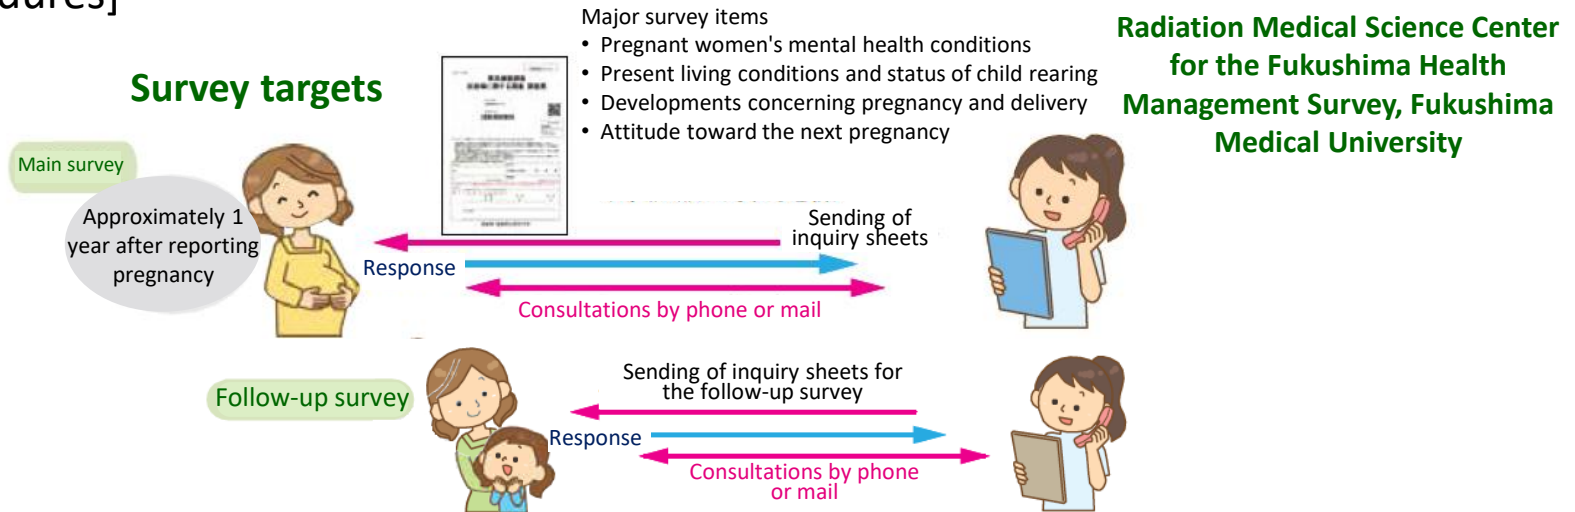 dures]
Major survey items
• Pregnant women's mental health conditions
• Present living conditions and status of child rearing
• Developments concerning pregnancy and delivery
• Attitude toward the next pregnancy
Radiation Medical Science Center
for the Fukushima Health
Management Survey, Fukushima
Medical University
Survey targets
Main survey
Approximately 1
year after reporting
pregnancy
Sending of
inquiry sheets
Response
Consultations by phone or mail
Follow-up survey
Sending of inquiry sheets for
the follow-up survey
Response
Consultations by phone
or mail